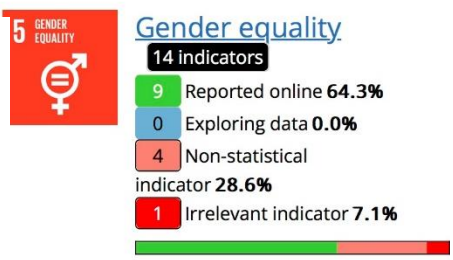 5 GENDER
EQUALITY
Gender equality
14 indicators
9 Reported online 64.3%
0 Exploring data 0.0%
4 Non-statistical
indicator 28.6%
1 Irrelevant indicator 7.1%